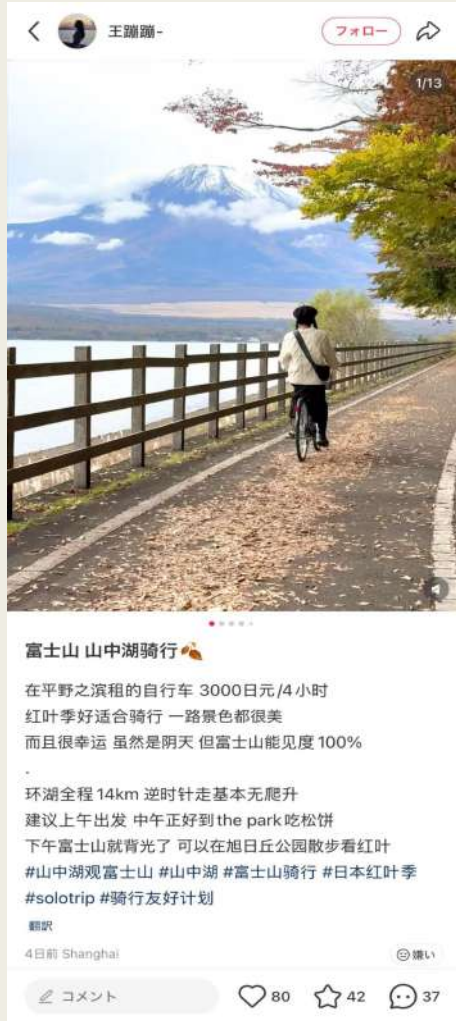 王蹦蹦-
フォロー
1/13
富士山 山中湖骑行🍂
在平野之滨租的自行车 3000日元/4小时
红叶季好适合骑行 一路景色都很美
而且很幸运 虽然是阴天 但富士山能见度100%
.
环湖全程14km 逆时针走基本无爬升
建议上午出发 中午正好到the park吃松饼
下午富士山就背光了 可以在旭日丘公园散步看红叶
#山中湖观富士山 #山中湖 #富士山骑行 #日本红叶季
#solotrip #骑行友好计划
翻訳
4日前 Shanghai
嫌い
コメント
80
42
37